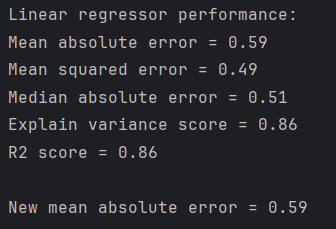 Linear regressor performance:
Mean absolute error = 0.59
Mean squared error = 0.49
Median absolute error = 0.51
Explain variance score = 0.86
R2 score = 0.86
New mean absolute error = 0.59